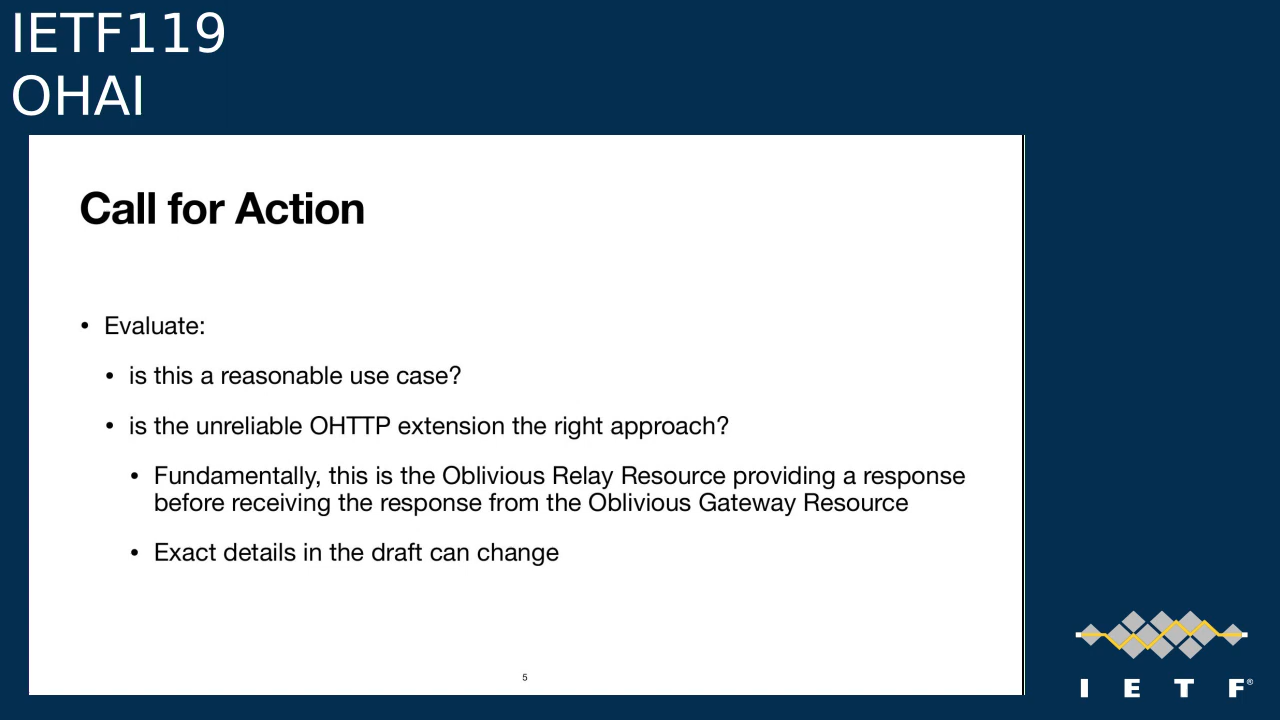 IETF119
OHAI
Call for Action
• Evaluate:
• is this a reasonable use case?
• is the unreliable OHTTP extension the right approach?
• Fundamentally, this is the Oblivious Relay Resource providing a response
before receiving the response from the Oblivious Gateway Resource
• Exact details in the draft can change
5
I E T F®